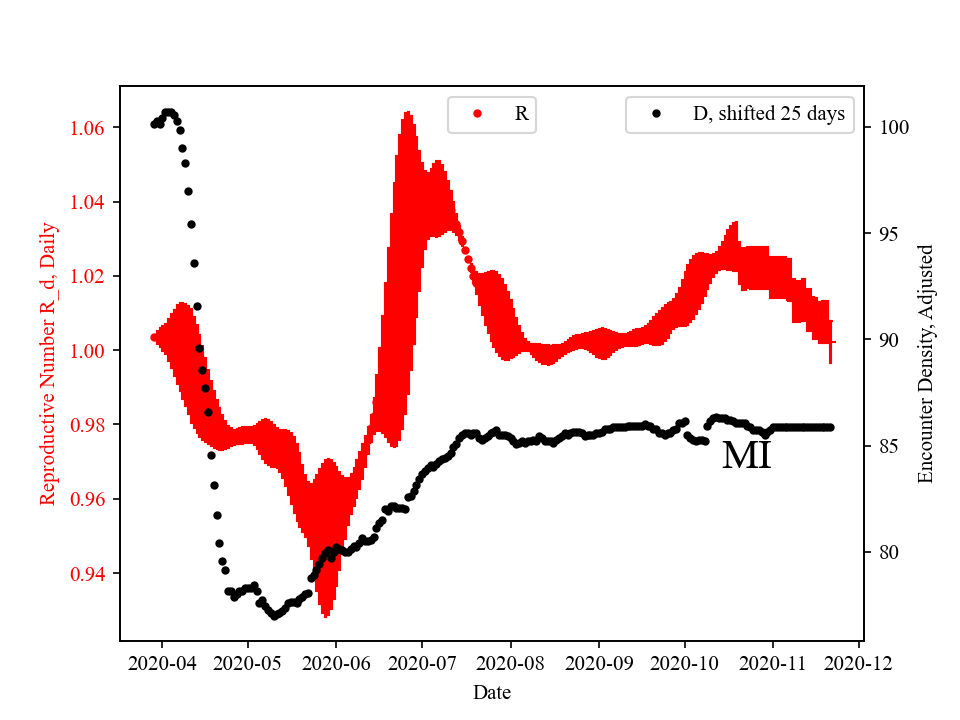 R
D, shifted 25 days
1.06
1.04
1.02
1.00
0.98
0.96
0.94
Reproductive Number R_d, Daily
100
95
90
85
80
Encounter Density, Adjusted
MI
2020-04 2020-05 2020-06 2020-07 2020-08 2020-09 2020-10 2020-11 2020-12
Date